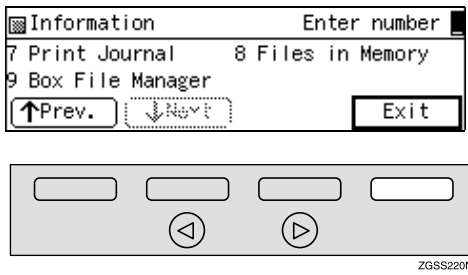 Information Enter number
7 Print Journal 8 Files in Memory
9 Box File Manager
↑Prev. ↓Next Exit
ZGSS220N